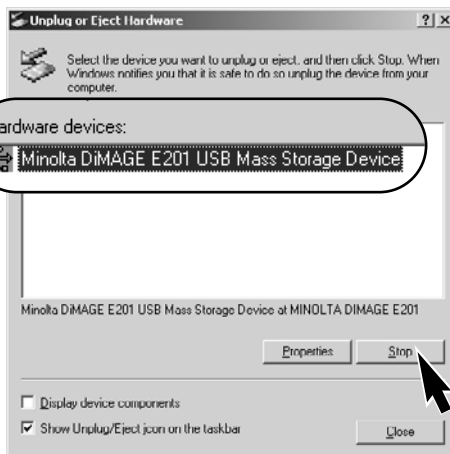 Unplug or Eject Hardware
Select the device you want to unplug or eject, and then click Stop. When
Windows notifies you that it is safe to do so unplug the device from your
computer.
ardware devices:
Minolta DiMAGE E201 USB Mass Storage Device
Minolta DiMAGE E201 USB Mass Storage Device at MINOLTA DIMAGE E201
Properties Stop
Display device components
Show Unplug/Eject icon on the taskbar
Close